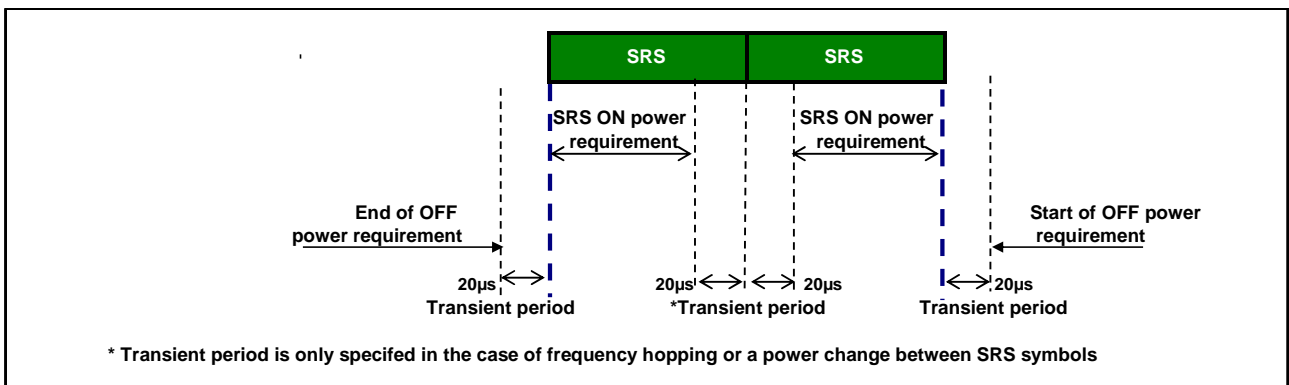 SRS SRS
SRS ON power requirement
SRS ON power requirement
End of OFF power requirement
Start of OFF power requirement
20µs 20µs 20µs 20µs
Transient period *Transient period Transient period
* Transient period is only specifed in the case of frequency hopping or a power change between SRS symbols